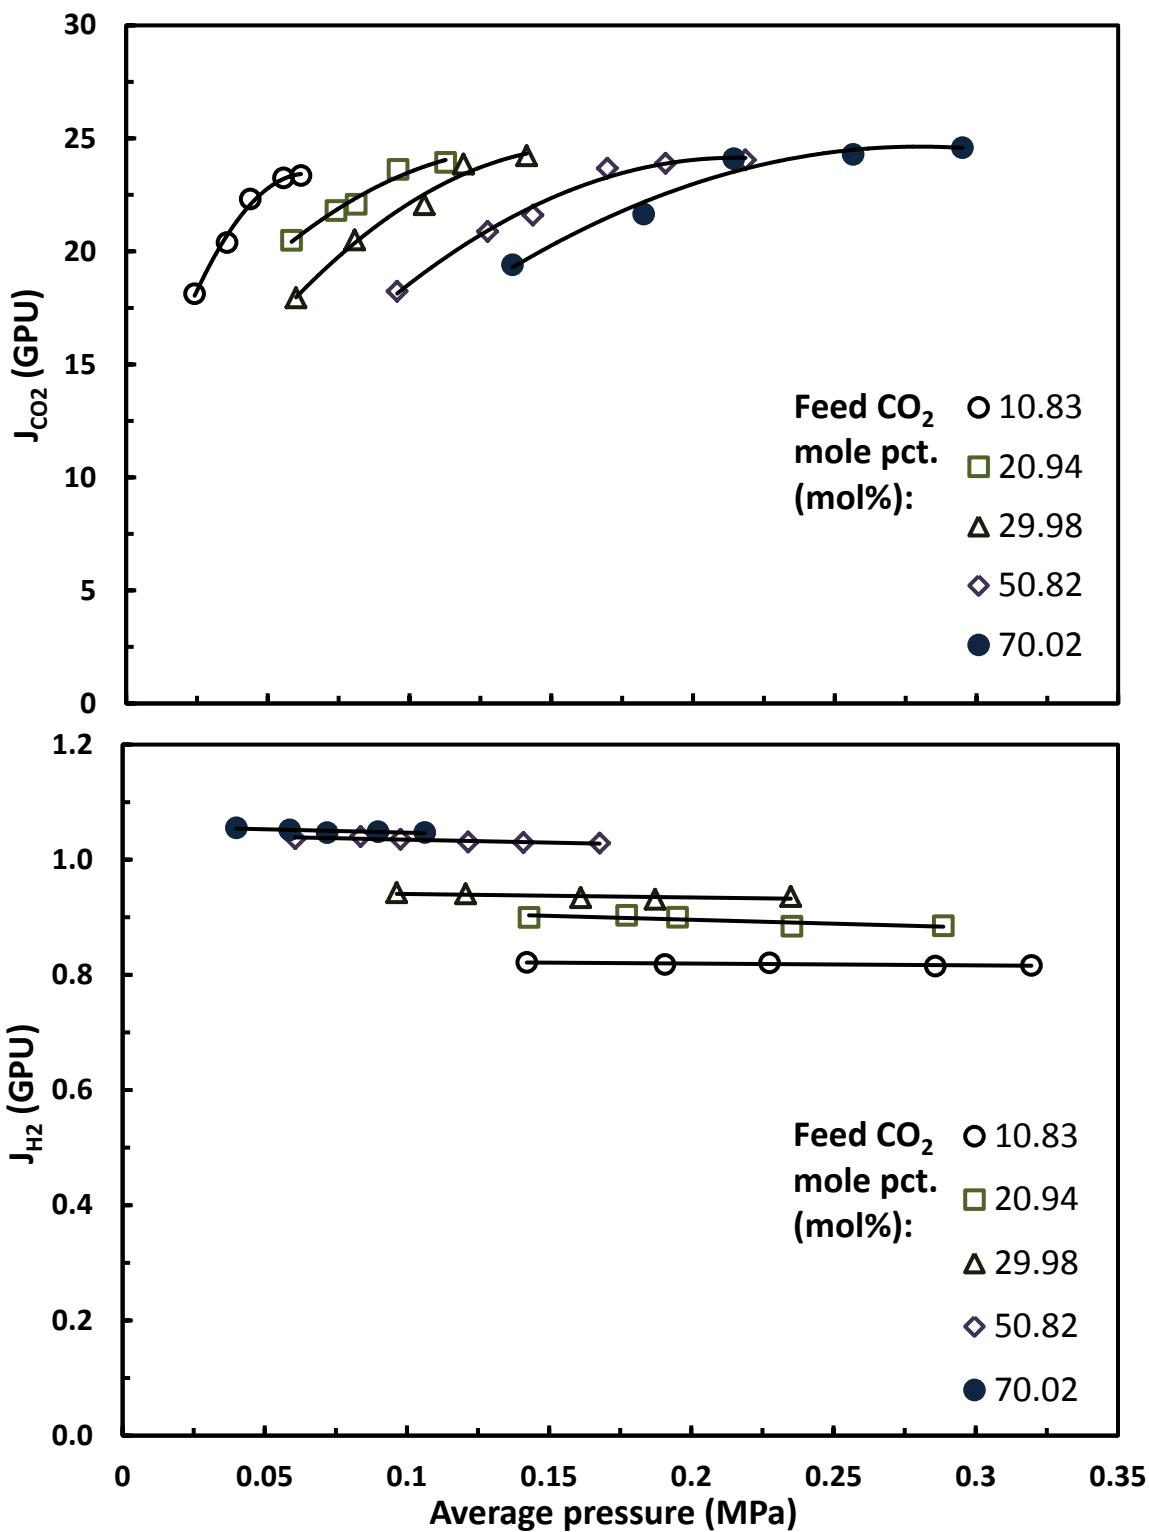 30
25
20
15
10
5
0
J_CO2 (GPU)
Feed CO₂
mole pct.
(mol%):
10.83
20.94
29.98
50.82
70.02
1.2
1.0
0.8
0.6
0.4
0.2
0.0
J_H2 (GPU)
Feed CO₂
mole pct.
(mol%):
10.83
20.94
29.98
50.82
70.02
0 0.05 0.1 0.15 0.2 0.25 0.3 0.35
Average pressure (MPa)